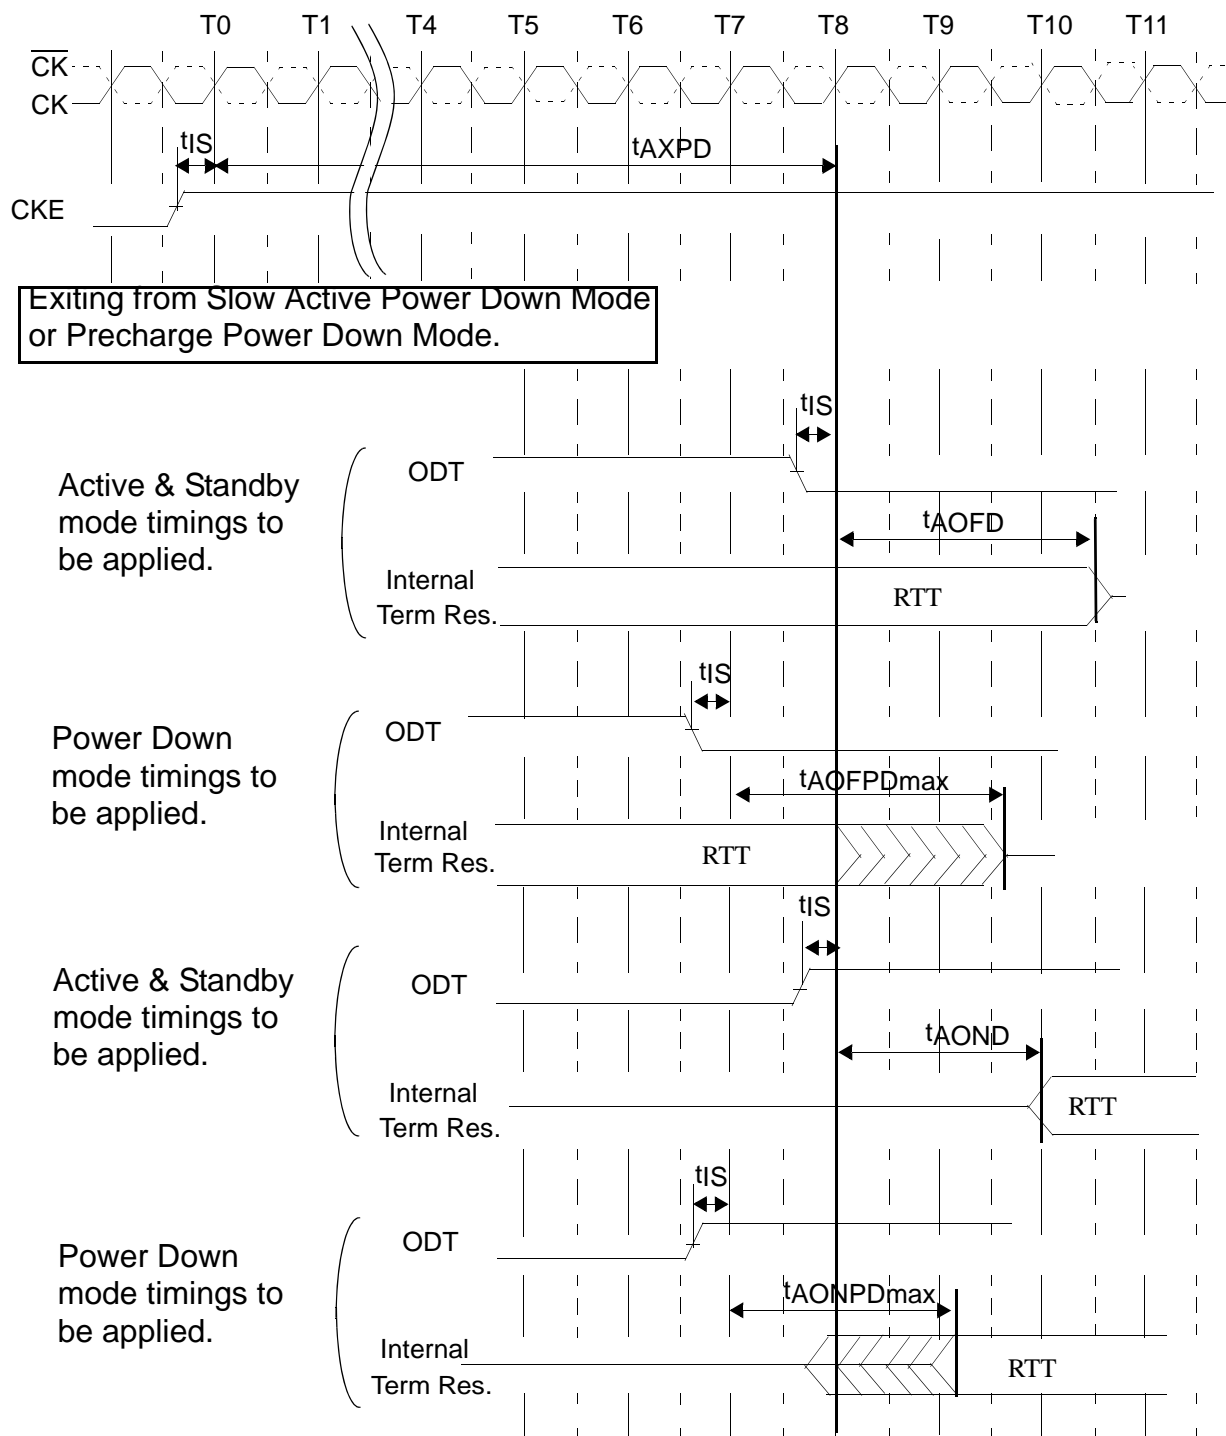 T0 T1 T4 T5 T6 T7 T8 T9 T10 T11
CK
CK
tIS
tAXPD
CKE
Exiting from Slow Active Power Down Mode
or Precharge Power Down Mode.
tIS
ODT
Active & Standby
mode timings to
be applied.
tAOFD
Internal
Term Res.
RTT
tIS
ODT
Power Down
mode timings to
be applied.
tAOFPDmax
Internal
Term Res.
RTT
tIS
ODT
Active & Standby
mode timings to
be applied.
tAOND
Internal
Term Res.
RTT
tIS
ODT
Power Down
mode timings to
be applied.
tAONPDmax
Internal
Term Res.
RTT